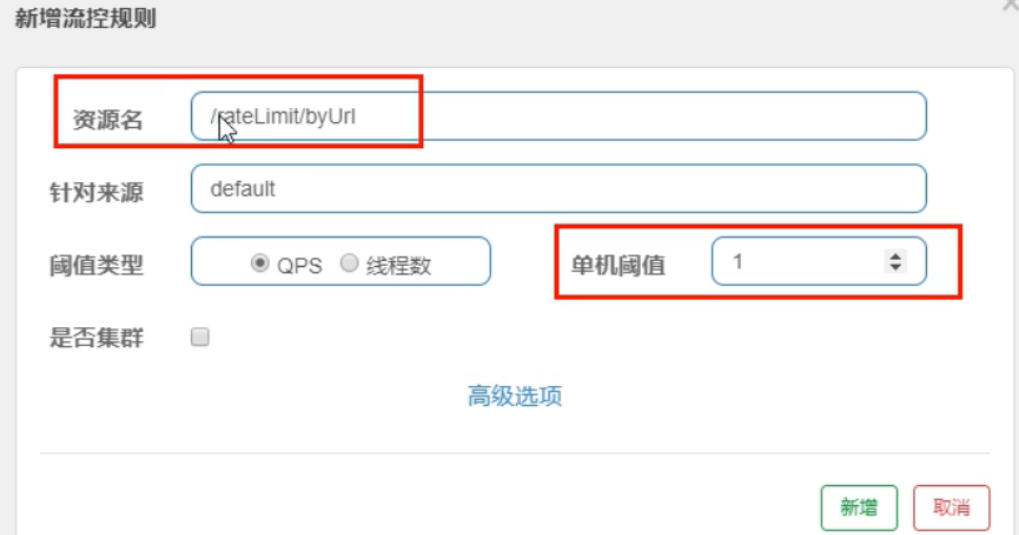 新增流控规则
资源名 /rateLimit/byUrl
针对来源 default
阈值类型 QPS 线程数 单机阈值 1
是否集群
高级选项
新增 取消